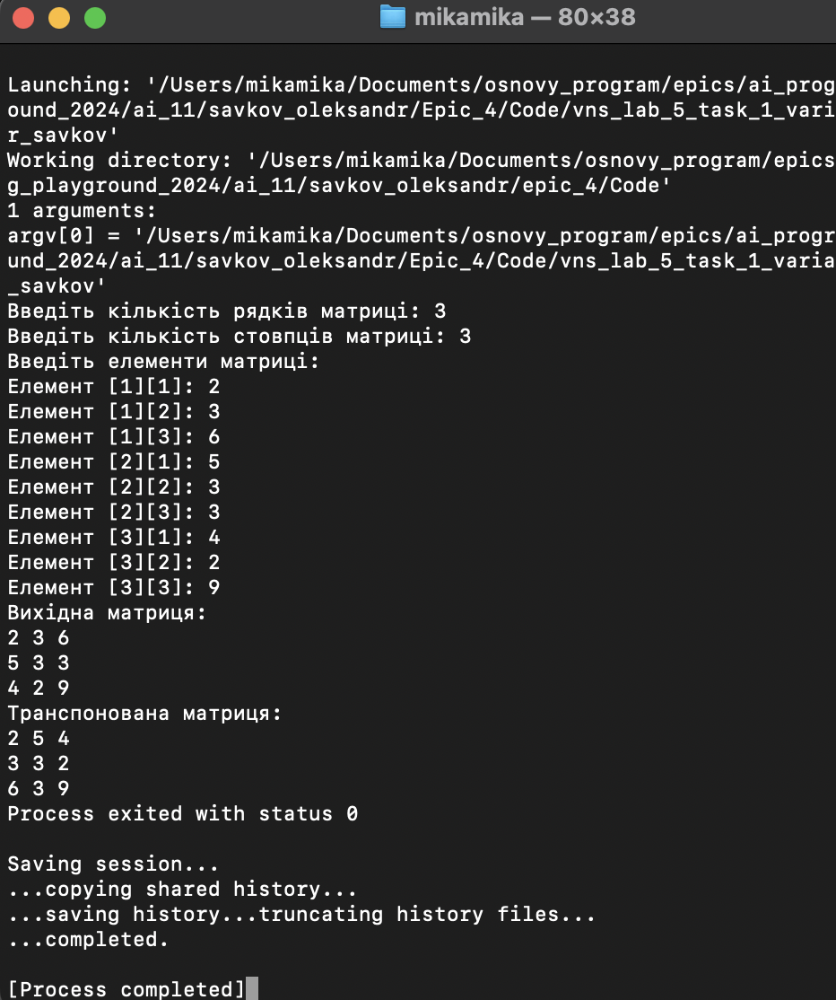 mikamika — 80×38
Launching: '/Users/mikamika/Documents/osnovy_program/epics/ai_prog
ound_2024/ai_11/savkov_oleksandr/Epic_4/Code/vns_lab_5_task_1_vari
r_savkov'
Working directory: '/Users/mikamika/Documents/osnovy_program/epics
g_playground_2024/ai_11/savkov_oleksandr/epic_4/Code'
1 arguments:
argv[0] = '/Users/mikamika/Documents/osnovy_program/epics/ai_progr
und_2024/ai_11/savkov_oleksandr/Epic_4/Code/vns_lab_5_task_1_varia
_savkov'
Введіть кількість рядків матриці: 3
Введіть кількість стовпців матриці: 3
Введіть елементи матриці:
Елемент [1][1]: 2
Елемент [1][2]: 3
Елемент [1][3]: 6
Елемент [2][1]: 5
Елемент [2][2]: 3
Елемент [2][3]: 3
Елемент [3][1]: 4
Елемент [3][2]: 2
Елемент [3][3]: 9
Вихідна матриця:
2 3 6
5 3 3
4 2 9
Транспонована матриця:
2 5 4
3 3 2
6 3 9
Process exited with status 0
Saving session...
...copying shared history...
...saving history...truncating history files...
...completed.
[Process completed]